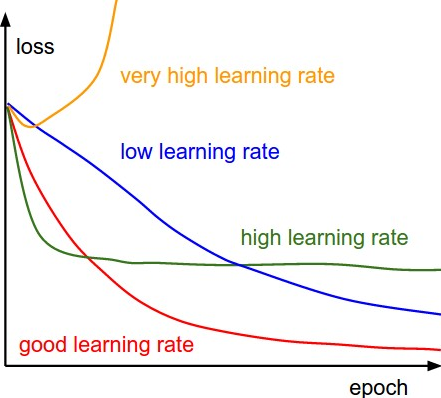 loss
very high learning rate
low learning rate
high learning rate
good learning rate
epoch